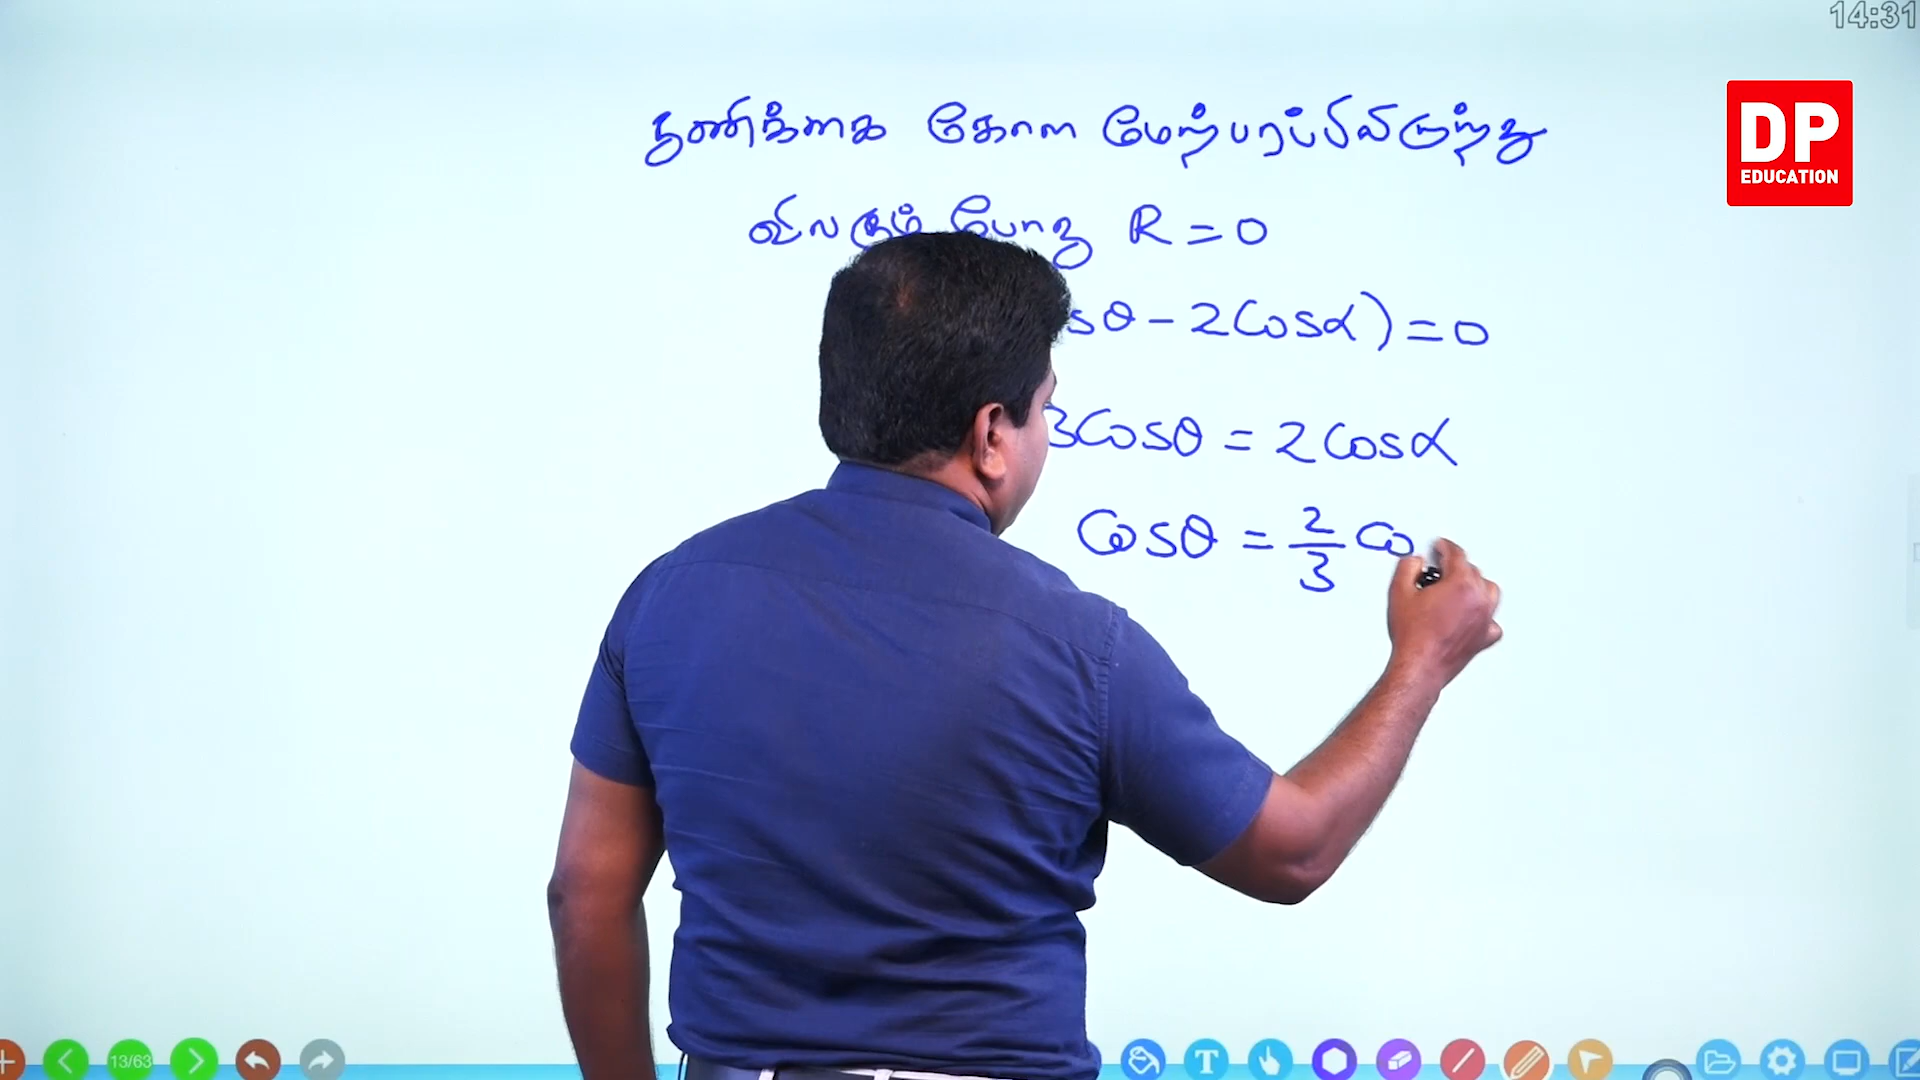 14:31
DP
EDUCATION
துணிக்கை கோள மேற்பரப்பிலிருந்து
விலகும் போது R = 0
sθ - 2Cosα) = 0
3Cosθ = 2Cosα
Cosθ = 2/3 Co
13/63
T